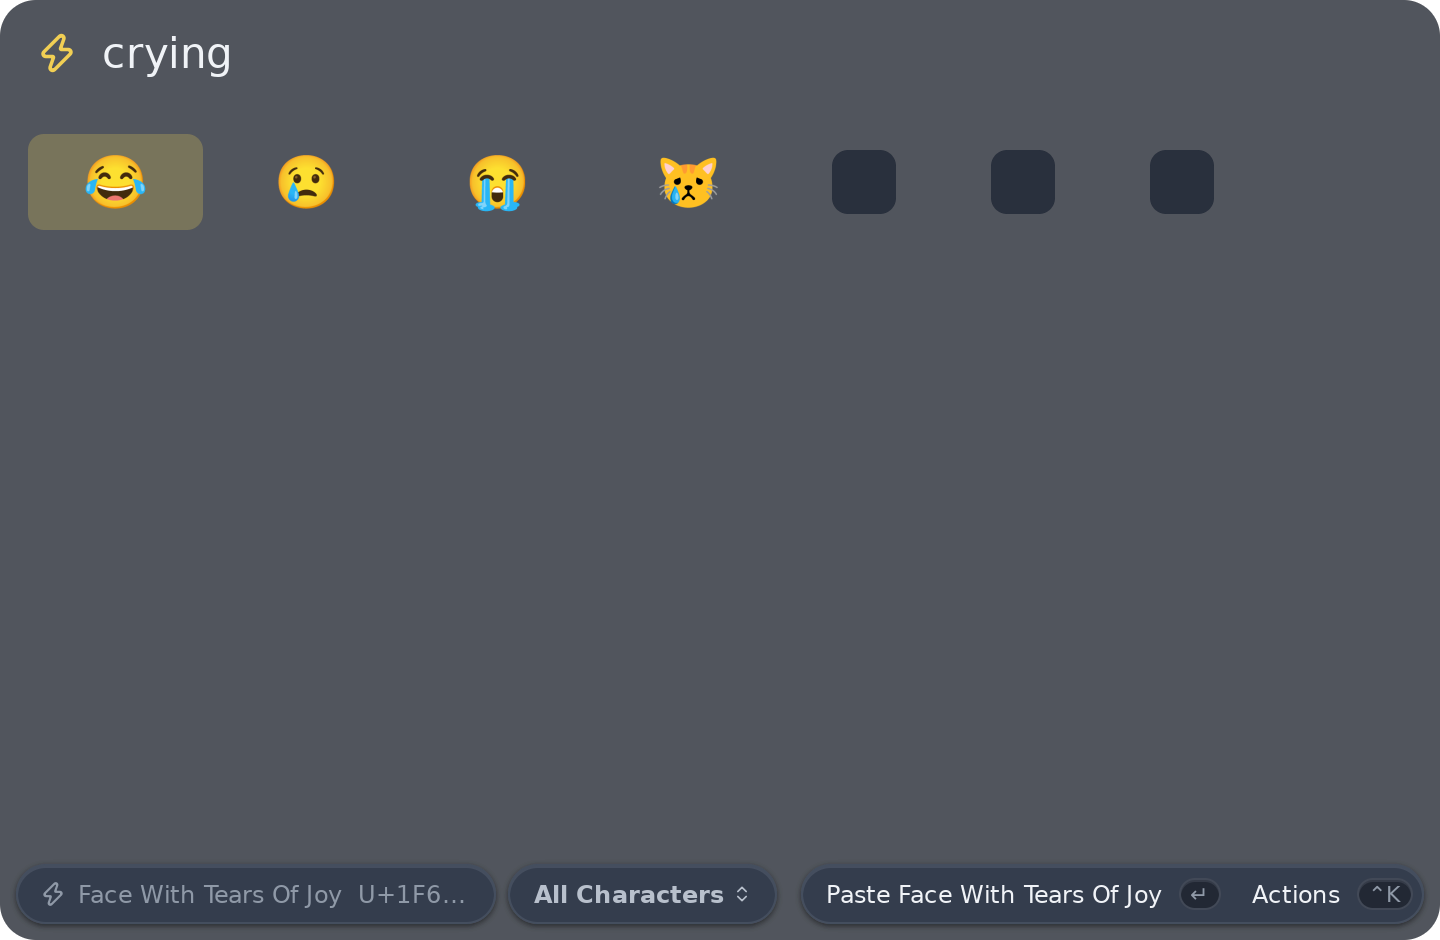 crying
😂 😢 😭 😿
Face With Tears Of Joy U+1F6...
All Characters
Paste Face With Tears Of Joy ↵ Actions ^K